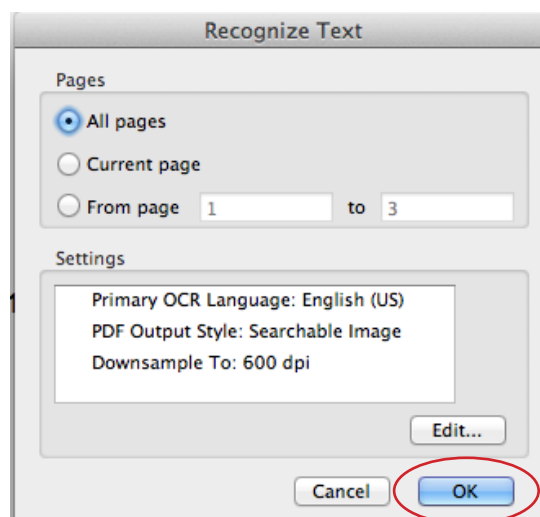 Recognize Text
Pages
All pages
Current page
From page 1 to 3
Settings
Primary OCR Language: English (US)
PDF Output Style: Searchable Image
Downsample To: 600 dpi
Edit...
Cancel OK